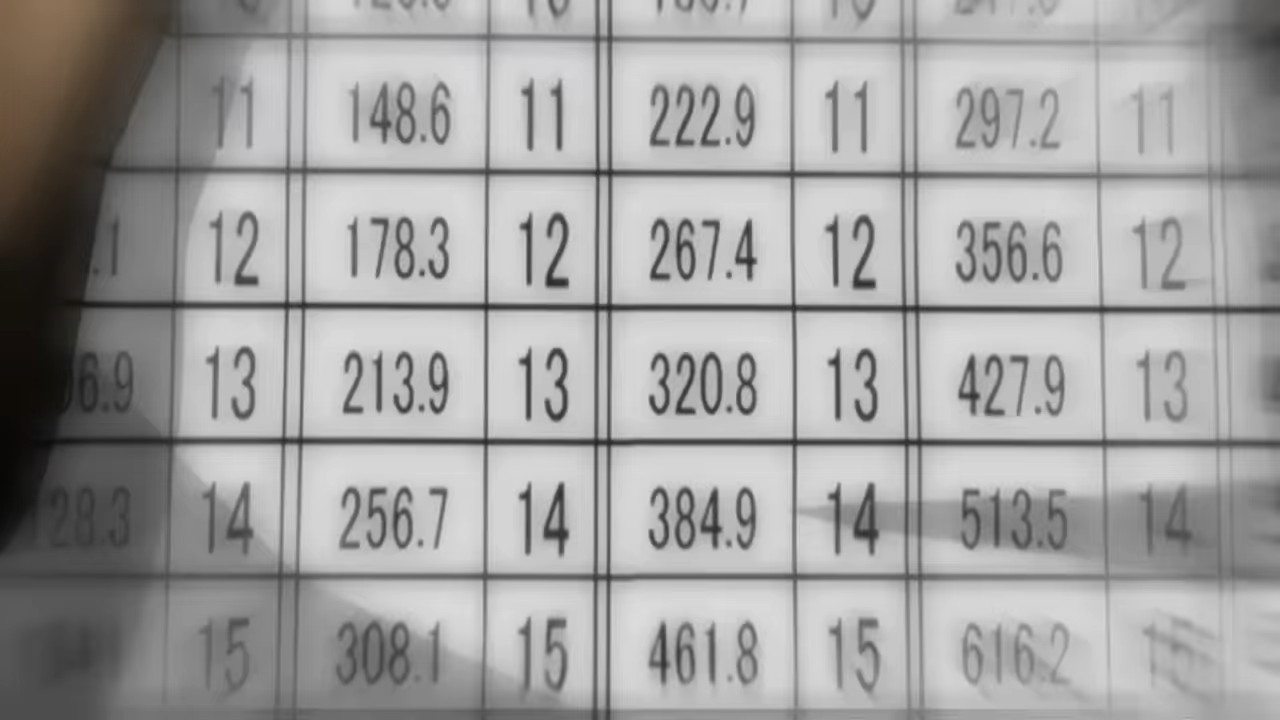 11 148.6 11 222.9 11 297.2 11
.1 12 178.3 12 267.4 12 356.6 12
6.9 13 213.9 13 320.8 13 427.9 13
28.3 14 256.7 14 384.9 14 513.5 14
15 308.1 15 461.8 15 616.2 15